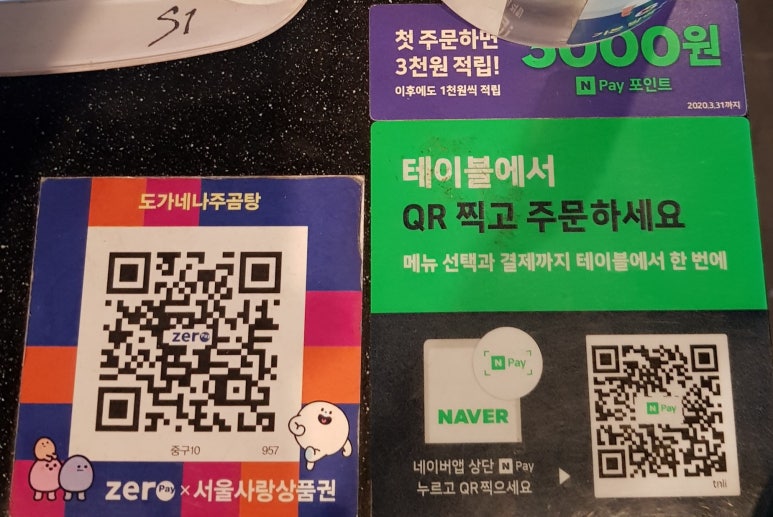 S1
도가네나주곰탕
zero
중구10 957
zero Pay × 서울사랑상품권
첫 주문하면
3천원 적립!
이후에도 1천원씩 적립
5000원
N Pay 포인트
2020.3.31까지
테이블에서
QR 찍고 주문하세요
메뉴 선택과 결제까지 테이블에서 한 번에
N Pay
NAVER
네이버앱 상단 N Pay
누르고 QR찍으세요
N Pay
tnli